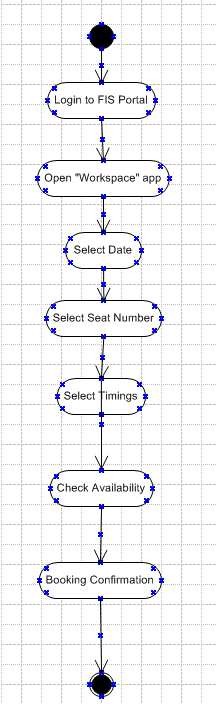 Login to FIS Portal
Open "Workspace" app
Select Date
Select Seat Number
Select Timings
Check Availability
Booking Confirmation